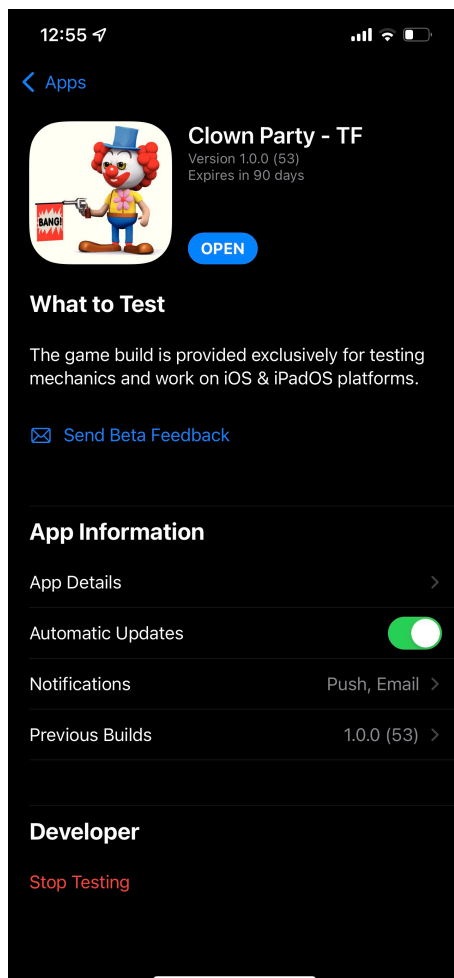 12:55
Apps
Clown Party - TF
Version 1.0.0 (53)
Expires in 90 days
BANG!
OPEN
What to Test
The game build is provided exclusively for testing
mechanics and work on iOS & iPadOS platforms.
Send Beta Feedback
App Information
App Details
Automatic Updates
Notifications Push, Email
Previous Builds 1.0.0 (53)
Developer
Stop Testing